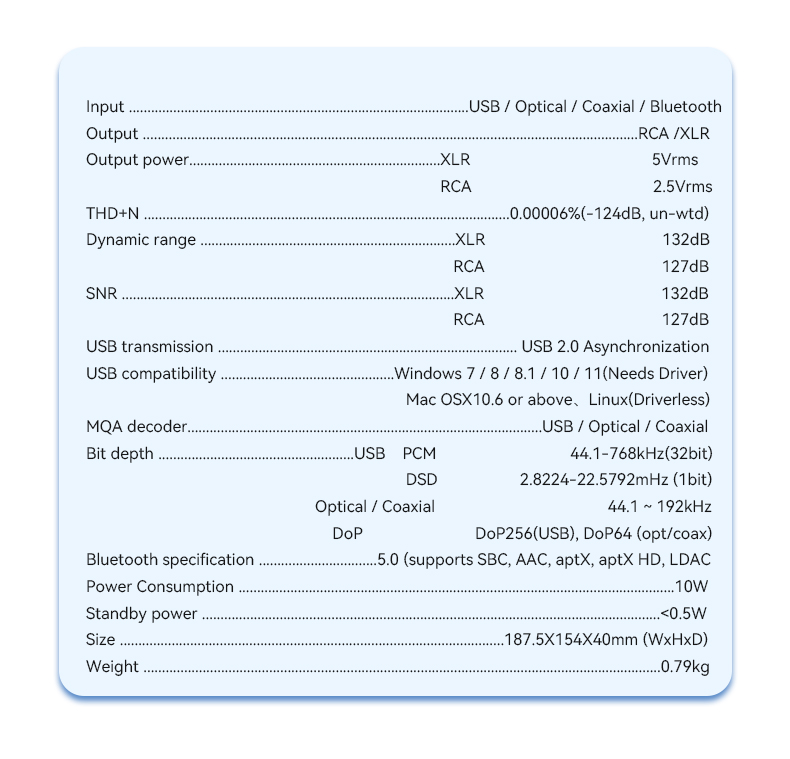 Input ........................................................................................USB / Optical / Coaxial / Bluetooth
Output ................................................................................................................................RCA /XLR
Output power.................................................................XLR 5Vrms
RCA 2.5Vrms
THD+N ...............................................................................................0.00006%(-124dB, un-wtd)
Dynamic range ..................................................................XLR 132dB
RCA 127dB
SNR ......................................................................................XLR 132dB
RCA 127dB
USB transmission ............................................................................. USB 2.0 Asynchronization
USB compatibility .............................................Windows 7 / 8 / 8.1 / 10 / 11(Needs Driver)
Mac OSX10.6 or above、Linux(Driverless)
MQA decoder............................................................................................USB / Optical / Coaxial
Bit depth ...................................................USB PCM 44.1-768kHz(32bit)
DSD 2.8224-22.5792mHz (1bit)
Optical / Coaxial 44.1 ~ 192kHz
DoP DoP256(USB), DoP64 (opt/coax)
Bluetooth specification ..............................5.0 (supports SBC, AAC, aptX, aptX HD, LDAC
Power Consumption .................................................................................................................10W
Standby power ......................................................................................................................<0.5W
Size ...................................................................................................187.5X154X40mm (WxHxD)
Weight .....................................................................................................................................0.79kg